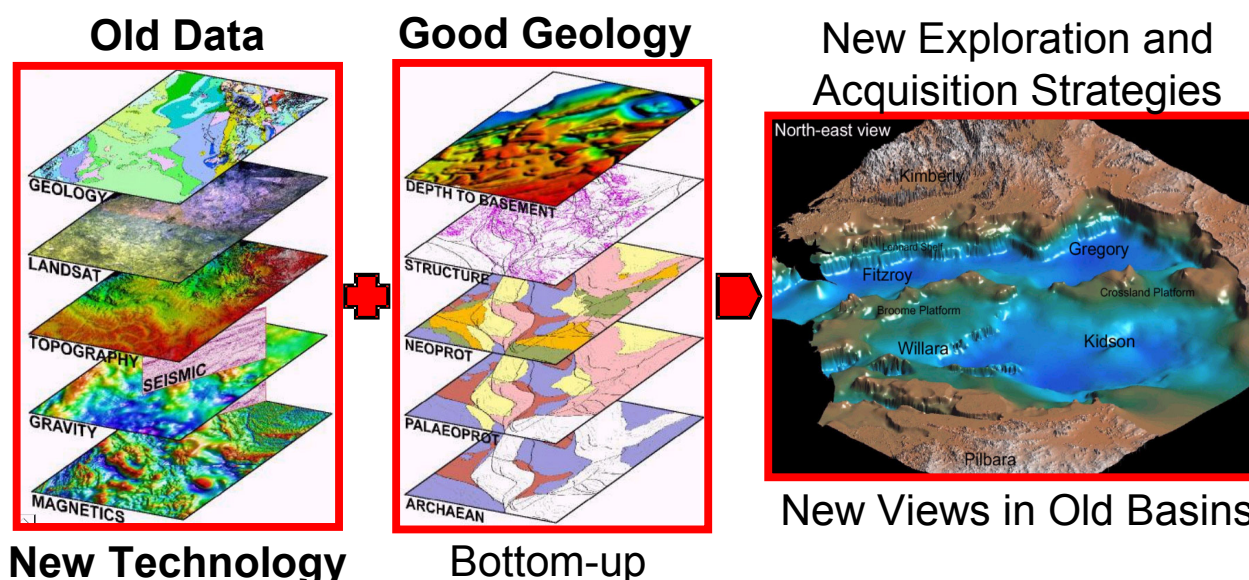 Old Data
GEOLOGY
LANDSAT
TOPOGRAPHY
SEISMIC
GRAVITY
MAGNETICS
New Technology
Good Geology
DEPTH TO BASEMENT
STRUCTURE
NEOPROT
PALAEOPROT
ARCHAEAN
Bottom-up
New Exploration and
Acquisition Strategies
North-east view
Kimberly
Lennard Shelf
Gregory
Fitzroy
Crossland Platform
Broome Platform
Willara
Kidson
Pilbara
New Views in Old Basins